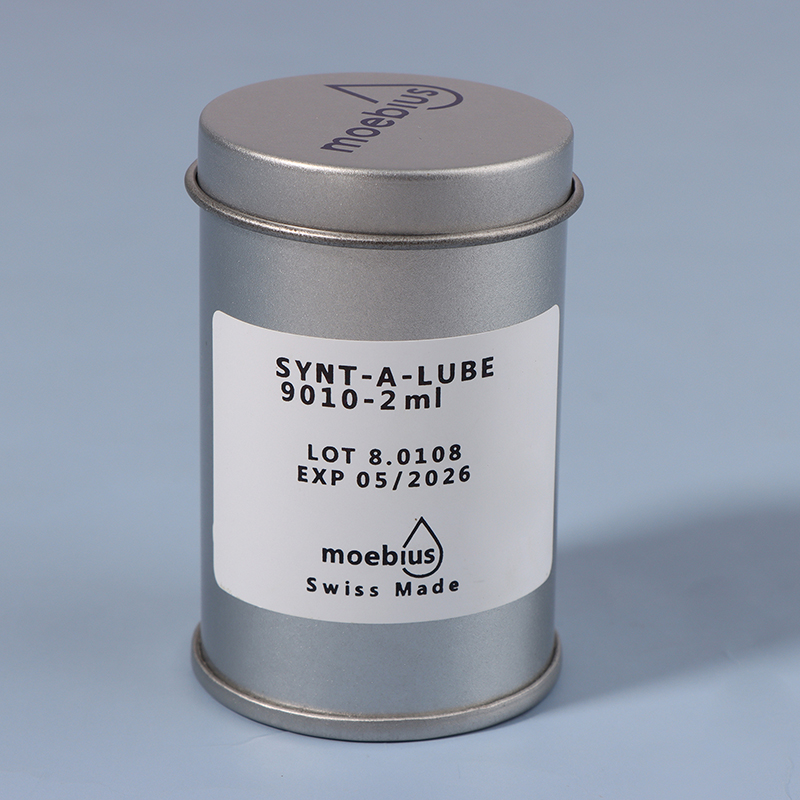 moebius
SYNT-A-LUBE
9010-2ml
LOT 8.0108
EXP 05/2026
moebius
Swiss Made